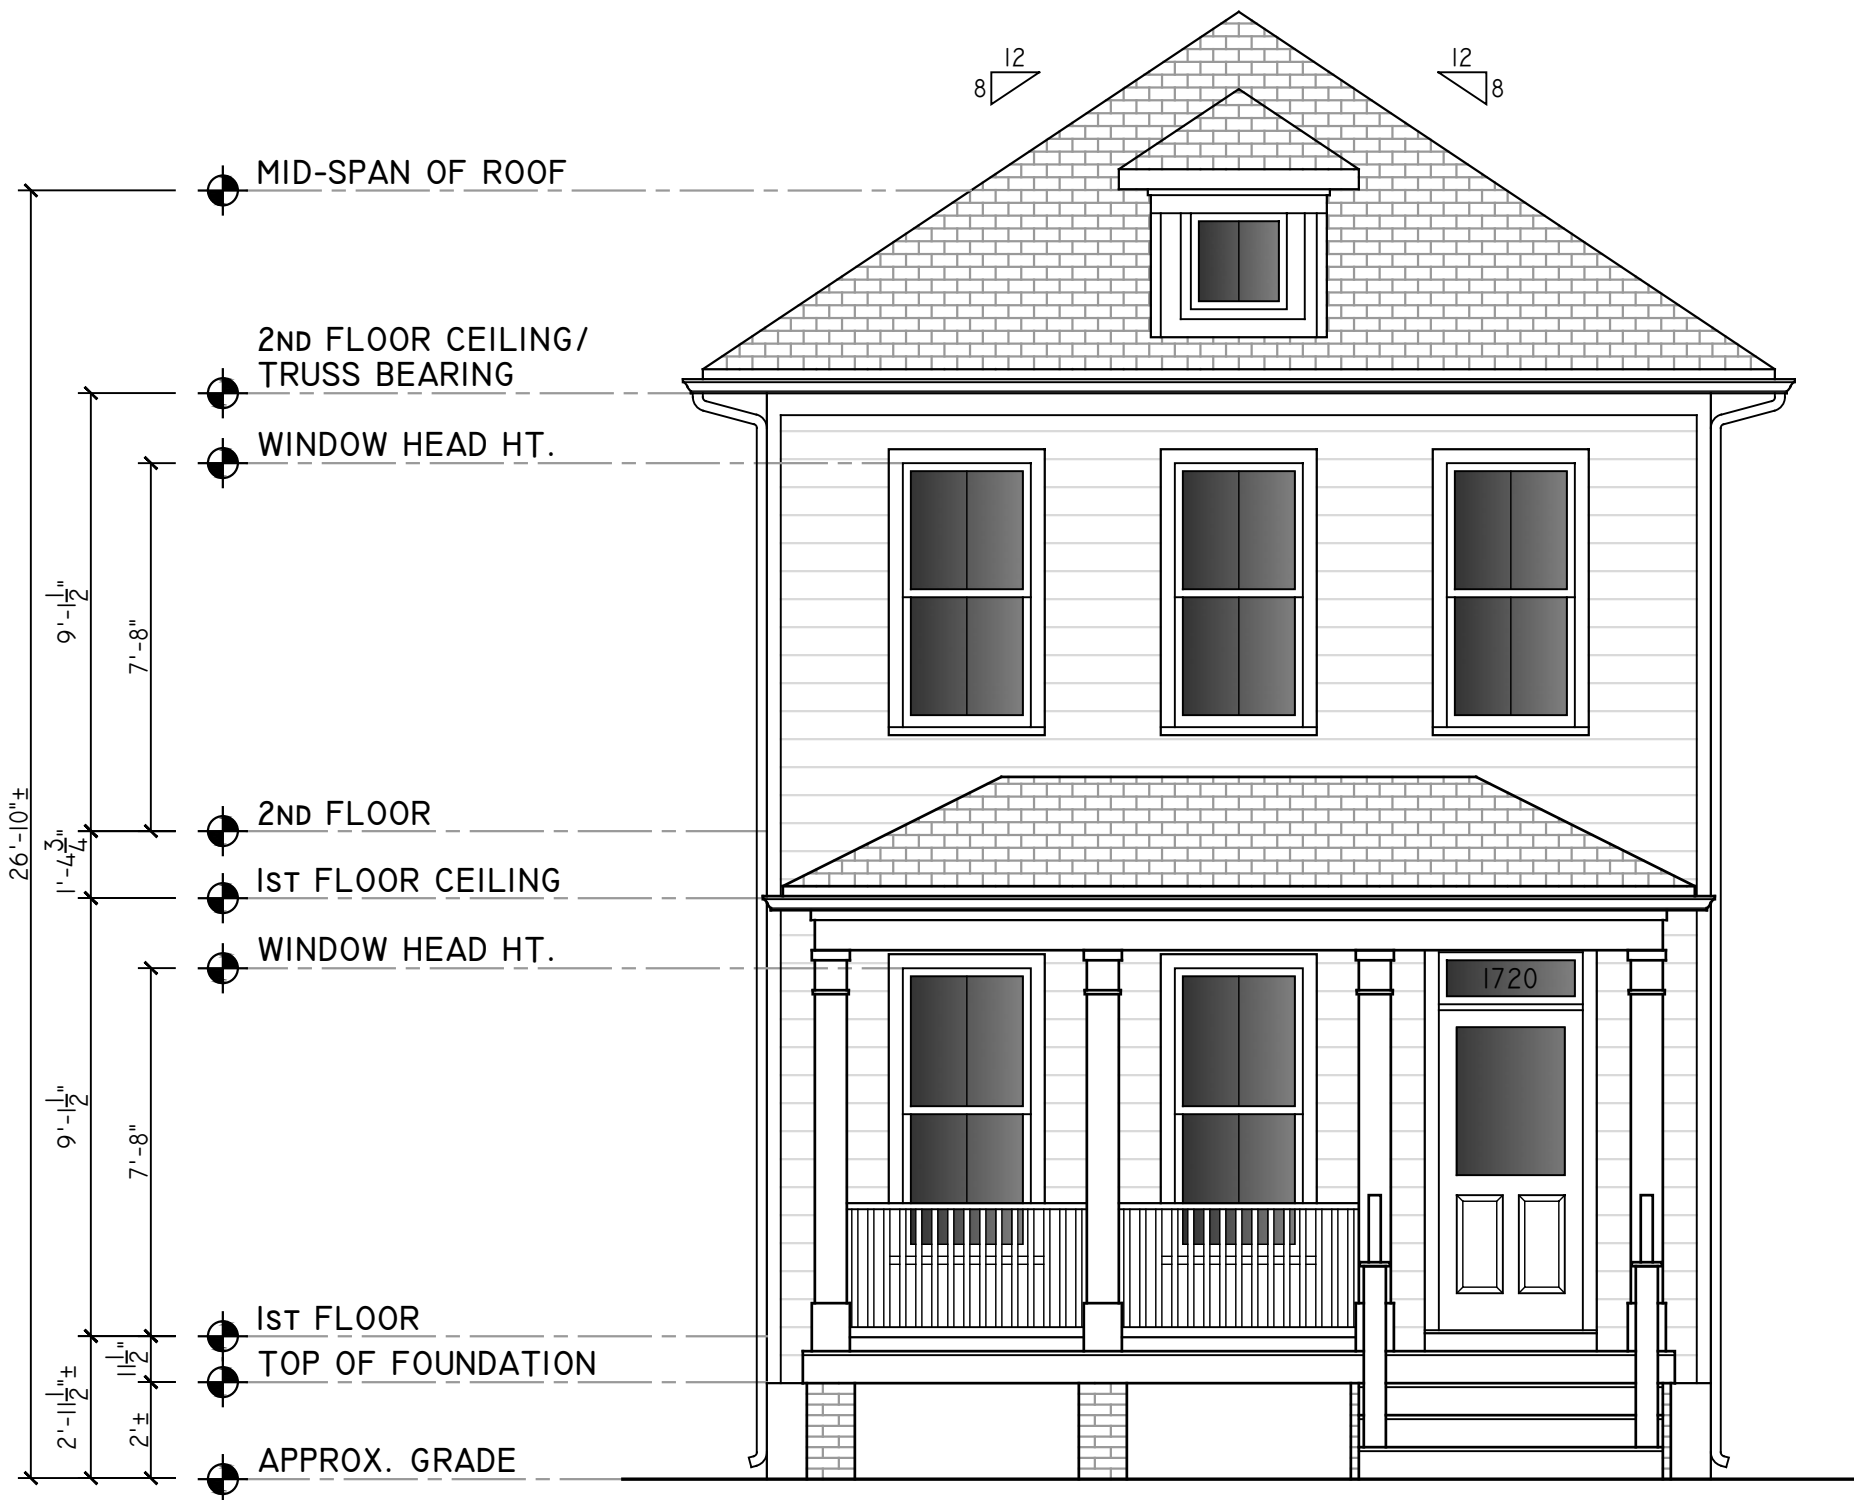 12
8
12
8
MID-SPAN OF ROOF
2ND FLOOR CEILING/
TRUSS BEARING
WINDOW HEAD HT.
9'-1 1/2"
7'-8"
26'-10"±
2ND FLOOR
1'-4 3/4"
1ST FLOOR CEILING
WINDOW HEAD HT.
1720
9'-1 1/2"
7'-8"
1ST FLOOR
11 1/2"
TOP OF FOUNDATION
2'-11 1/2"±
2'±
APPROX. GRADE